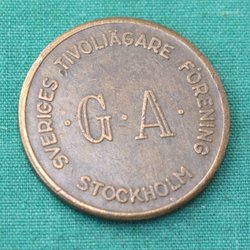 SVERIGES TIVOLIÄGARE FÖRENING
· G · A ·
STOCKHOLM